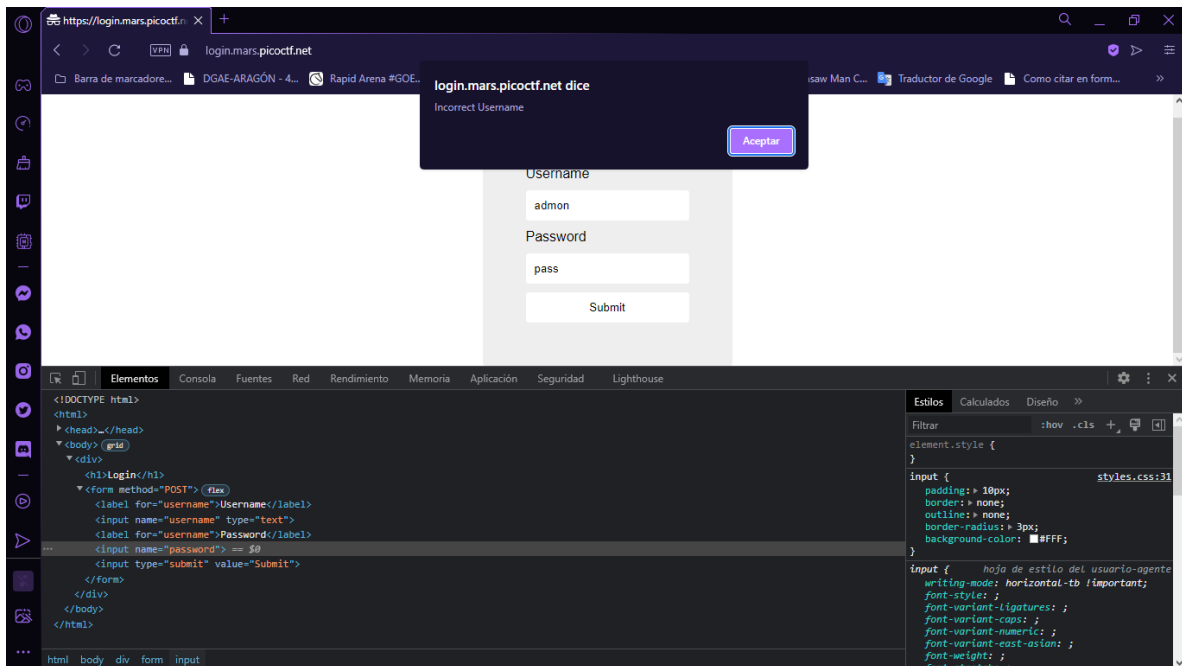 https://login.mars.picoctf.n
VPN login.mars.picoctf.net
Barra de marcadore... DGAE-ARAGÓN - 4... Rapid Arena #GOE... nsaw Man C... Traductor de Google Como citar en form... »
login.mars.picoctf.net dice
Incorrect Username
Aceptar
Username
admon
Password
pass
Submit
Elementos Consola Fuentes Red Rendimiento Memoria Aplicación Seguridad Lighthouse
<!DOCTYPE html>
<html>
<head>…</head>
<body> grid
<div>
<h1>Login</h1>
<form method="POST"> flex
<label for="username">Username</label>
<input name="username" type="text">
<label for="username">Password</label>
... <input name="password"> == $0
<input type="submit" value="Submit">
</form>
</div>
</body>
</html>
html body div form input
Estilos Calculados Diseño »
Filtrar :hov .cls +
element.style {
}
input { styles.css:31
padding: 10px;
border: none;
outline: none;
border-radius: 3px;
background-color: #FFF;
}
input { hoja de estilo del usuario-agente
writing-mode: horizontal-tb !important;
font-style: ;
font-variant-ligatures: ;
font-variant-caps: ;
font-variant-numeric: ;
font-variant-east-asian: ;
font-weight: ;